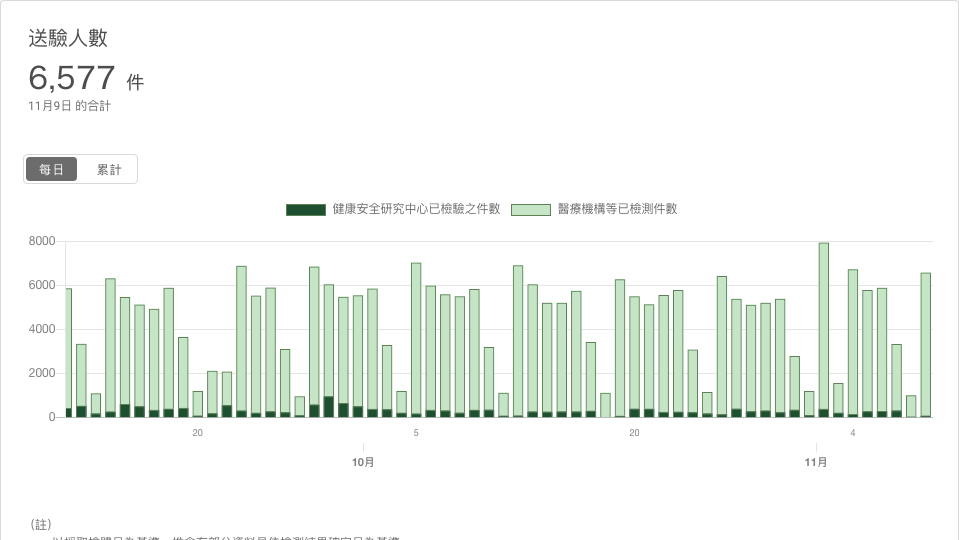 送驗人數
6,577 件
11月9日 的合計
每日 累計
健康安全研究中心已檢驗之件數 醫療機構等已檢測件數
8000
6000
4000
2000
0
20 5 20 4
10月 11月
(註)